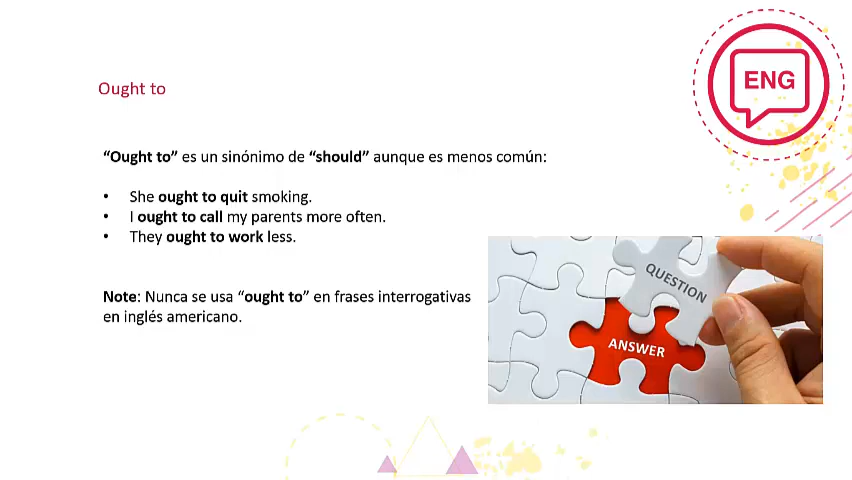 ENG
Ought to
“Ought to” es un sinónimo de “should” aunque es menos común:
• She ought to quit smoking.
• I ought to call my parents more often.
• They ought to work less.
QUESTION
ANSWER
Note: Nunca se usa “ought to” en frases interrogativas
en inglés americano.